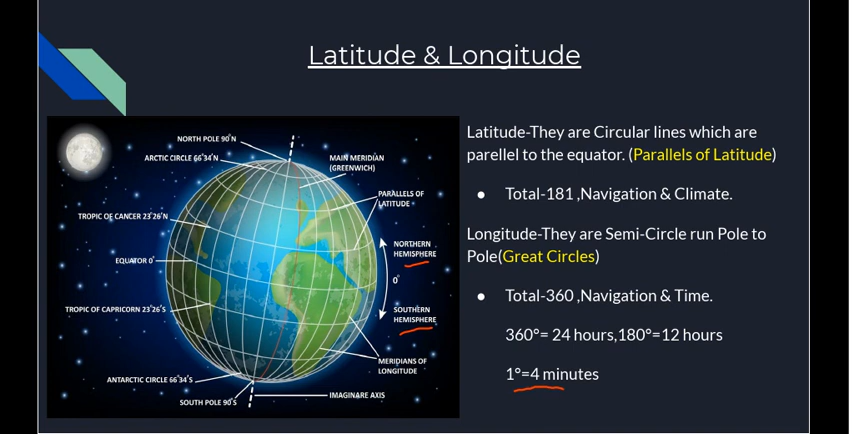 Latitude & Longitude
NORTH POLE 90°N
ARCTIC CIRCLE 66°34'N
MAIN MERIDIAN
(GREENWICH)
PARALLELS OF
LATITUDE
TROPIC OF CANCER 23°26'N
NORTHERN
HEMISPHERE
EQUATOR 0°
0°
TROPIC OF CAPRICORN 23°26'S
SOUTHERN
HEMISPHERE
MERIDIANS OF
LONGITUDE
ANTARCTIC CIRCLE 66°34'S
SOUTH POLE 90°S
IMAGINARE AXIS
Latitude-They are Circular lines which are
parellel to the equator. (Parallels of Latitude)
● Total-181 ,Navigation & Climate.
Longitude-They are Semi-Circle run Pole to
Pole(Great Circles)
● Total-360 ,Navigation & Time.
360°= 24 hours,180°=12 hours
1°=4 minutes